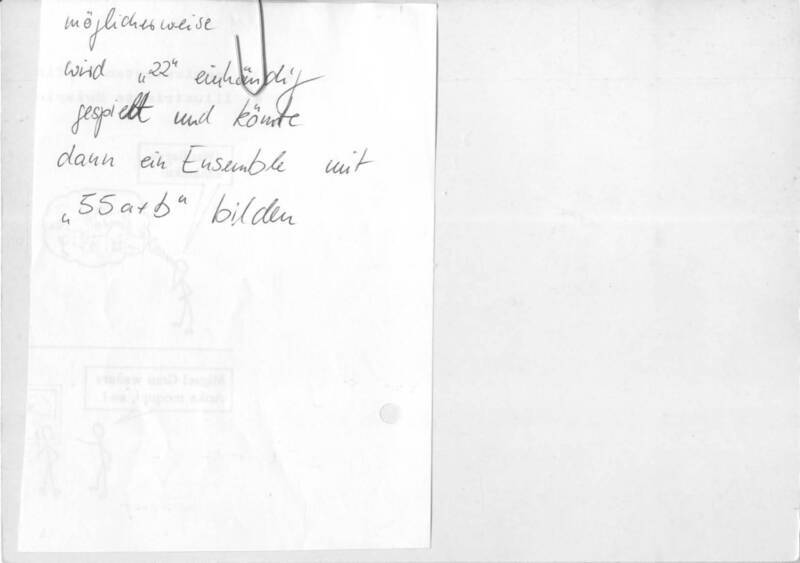 möglicherweise
wird „22“ einhändig
gespielt und könnte
dann ein Ensemble mit
„55a+b“ bilden